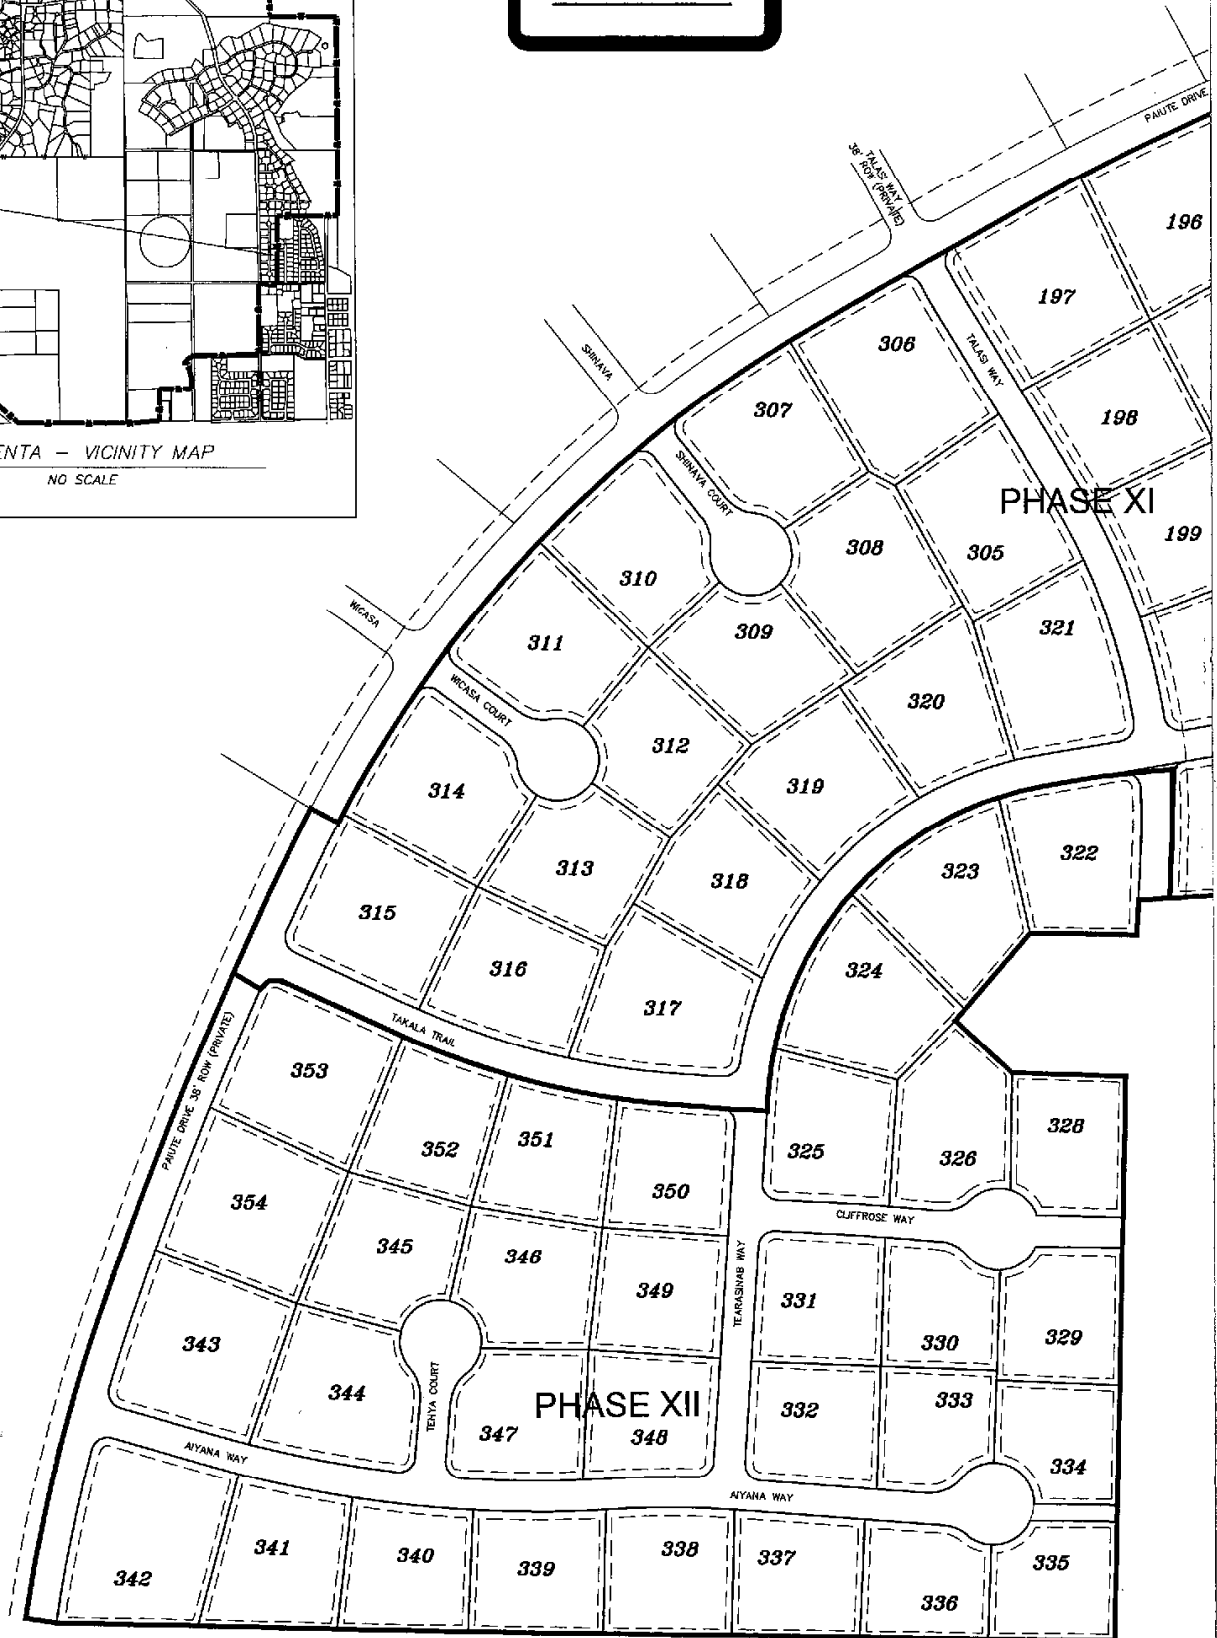 PAIUTE DRIVE
TALASI WAY
38' ROW (PRIVATE)
196
197
306
TALASI WAY
SHINAVA
307
198
ENTA – VICINITY MAP
NO SCALE
SHINAVA COURT
PHASE XI
199
308
305
310
WICASA
309
321
311
WICASA COURT
320
312
314
319
322
313
323
318
315
316
324
317
TAKALA TRAIL
PAIUTE DRIVE 38' ROW (PRIVATE)
353
328
351
352
325
326
350
354
CLIFFROSE WAY
345
346
TEARASINAB WAY
349
331
343
330
329
344
TENYA COURT
PHASE XII
333
332
347
348
AIYANA WAY
334
AIYANA WAY
341
340
338
337
335
339
342
336